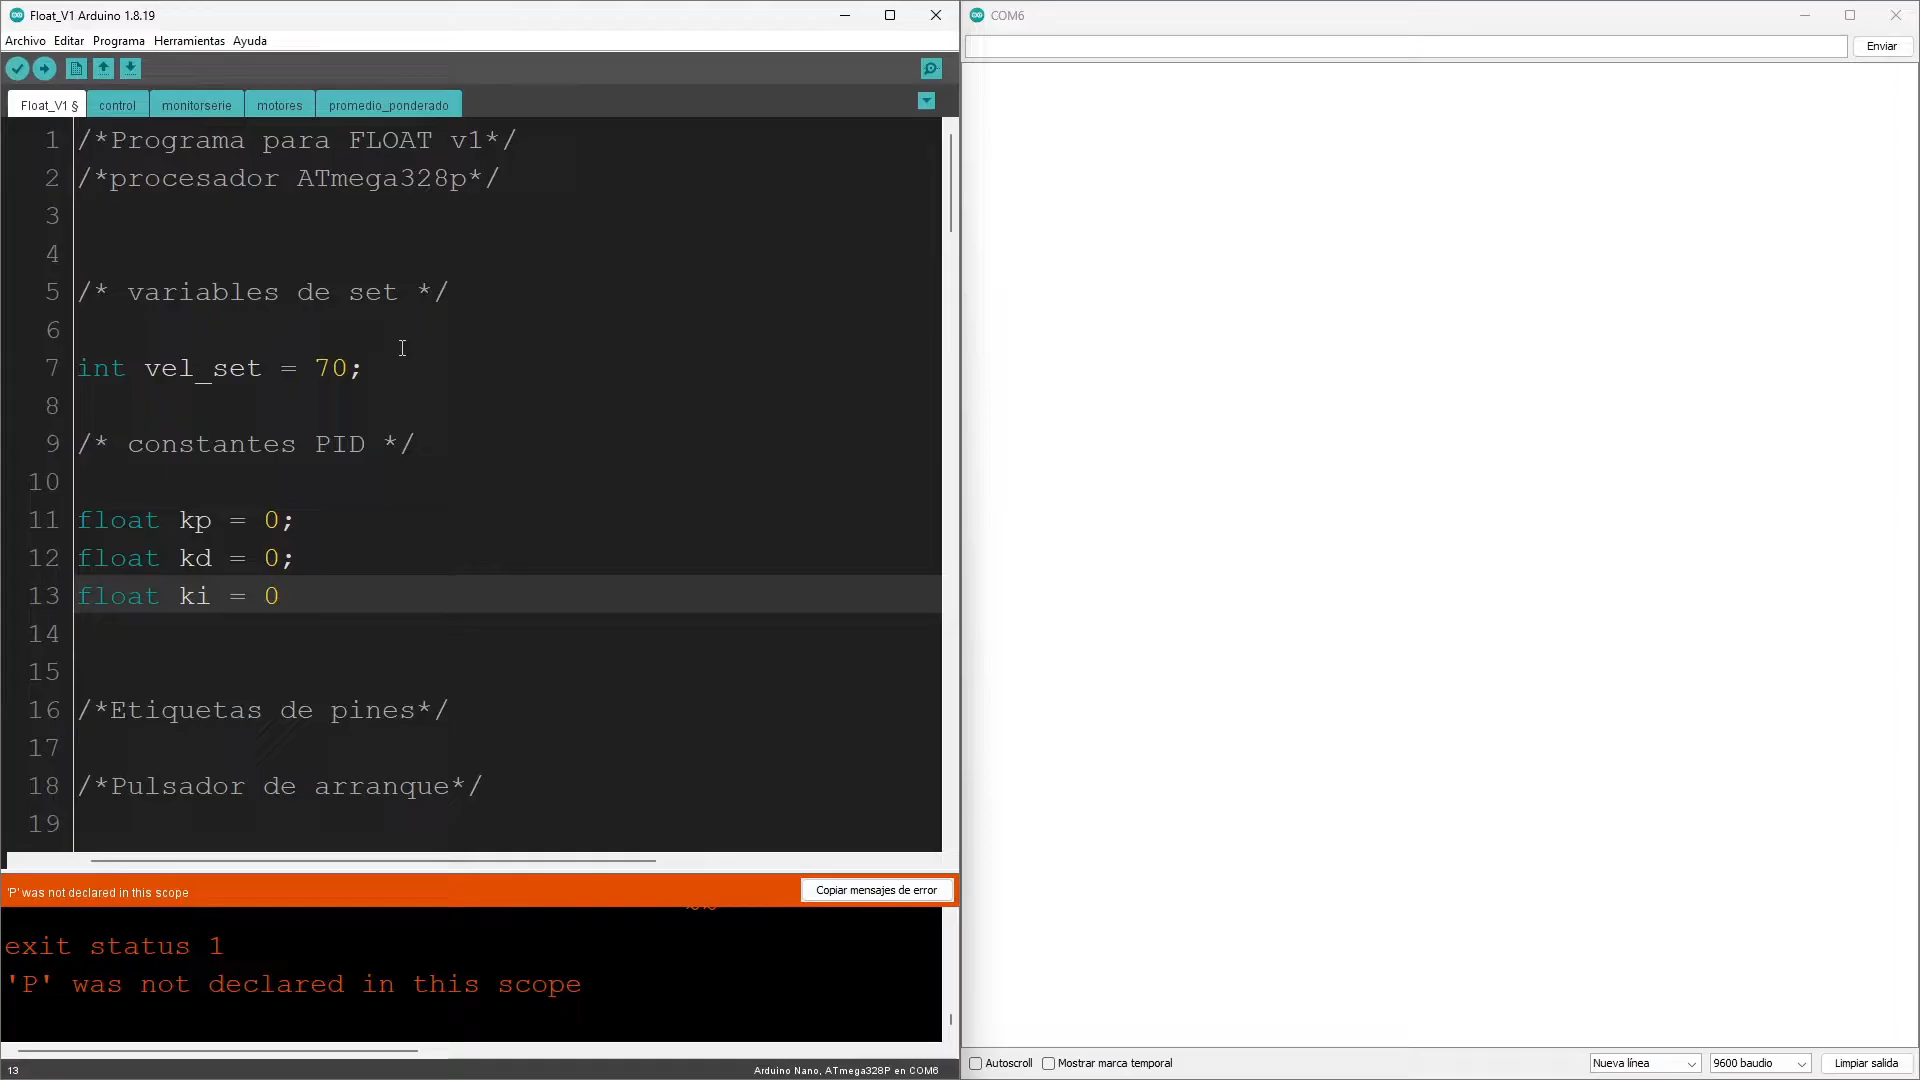 Float_V1 Arduino 1.8.19
Archivo Editar Programa Herramientas Ayuda
Float_V1 § control monitorserie motores promedio_ponderado
1 /*Programa para FLOAT v1*/
2 /*procesador ATmega328p*/
3
4
5 /* variables de set */
6
7 int vel_set = 70;
8
9 /* constantes PID */
10
11 float kp = 0;
12 float kd = 0;
13 float ki = 0
14
15
16 /*Etiquetas de pines*/
17
18 /*Pulsador de arranque*/
19
'P' was not declared in this scope
Copiar mensajes de error
exit status 1
'P' was not declared in this scope
13
Arduino Nano, ATmega328P en COM6
COM6
Enviar
Autoscroll Mostrar marca temporal
Nueva línea 9600 baudio Limpiar salida